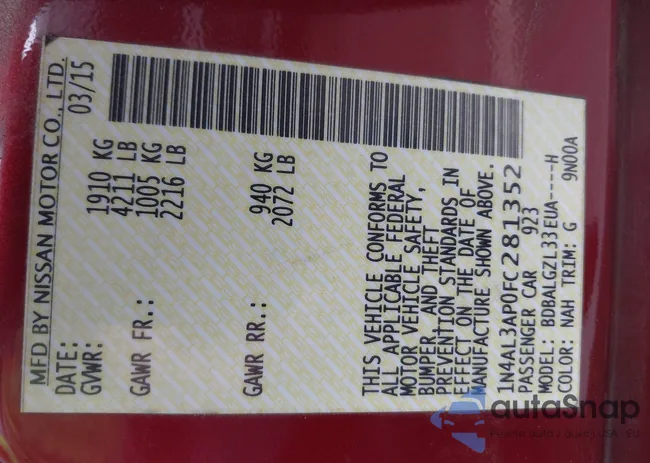 MFD BY NISSAN MOTOR CO., LTD.
DATE: 03/15
GVWR: 1910 KG
4211 LB
GAWR FR.: 1005 KG
2216 LB
GAWR RR.: 940 KG
2072 LB
THIS VEHICLE CONFORMS TO
ALL APPLICABLE FEDERAL
MOTOR VEHICLE SAFETY,
BUMPER AND THEFT
PREVENTION STANDARDS IN
EFFECT ON THE DATE OF
MANUFACTURE SHOWN ABOVE.
1N4AL3AP0FC281352
PASSENGER CAR 923
MODEL: BDBALGZL33EUA----H
COLOR: NAH TRIM: G 9N00A
autoSnap